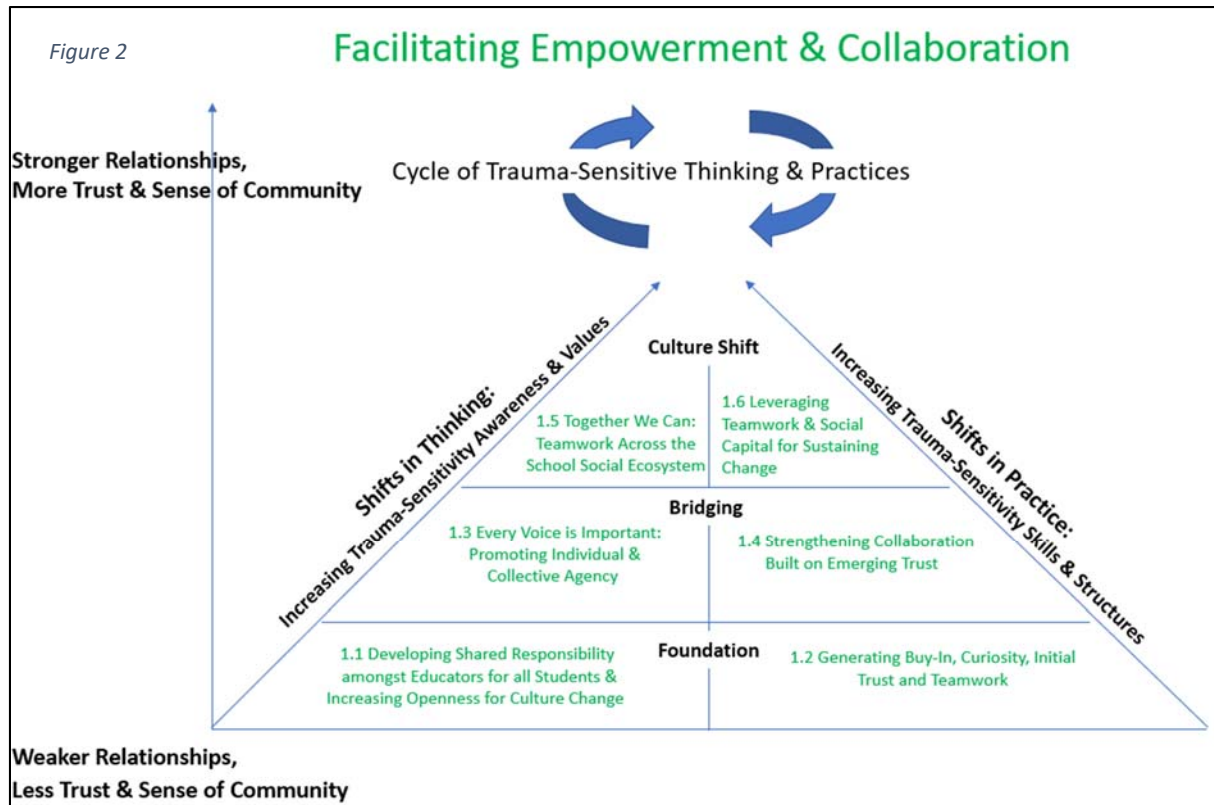 Figure 2
Facilitating Empowerment & Collaboration
Stronger Relationships,
More Trust & Sense of Community
Cycle of Trauma-Sensitive Thinking & Practices
Shifts in Thinking:
Increasing Trauma-Sensitivity Awareness & Values
Shifts in Practice:
Increasing Trauma-Sensitivity Skills & Structures
Culture Shift
1.5 Together We Can:
Teamwork Across the
School Social Ecosystem
1.6 Leveraging
Teamwork & Social
Capital for Sustaining
Change
Bridging
1.3 Every Voice is Important:
Promoting Individual &
Collective Agency
1.4 Strengthening Collaboration
Built on Emerging Trust
Foundation
1.1 Developing Shared Responsibility
amongst Educators for all Students &
Increasing Openness for Culture Change
1.2 Generating Buy-In, Curiosity, Initial
Trust and Teamwork
Weaker Relationships,
Less Trust & Sense of Community